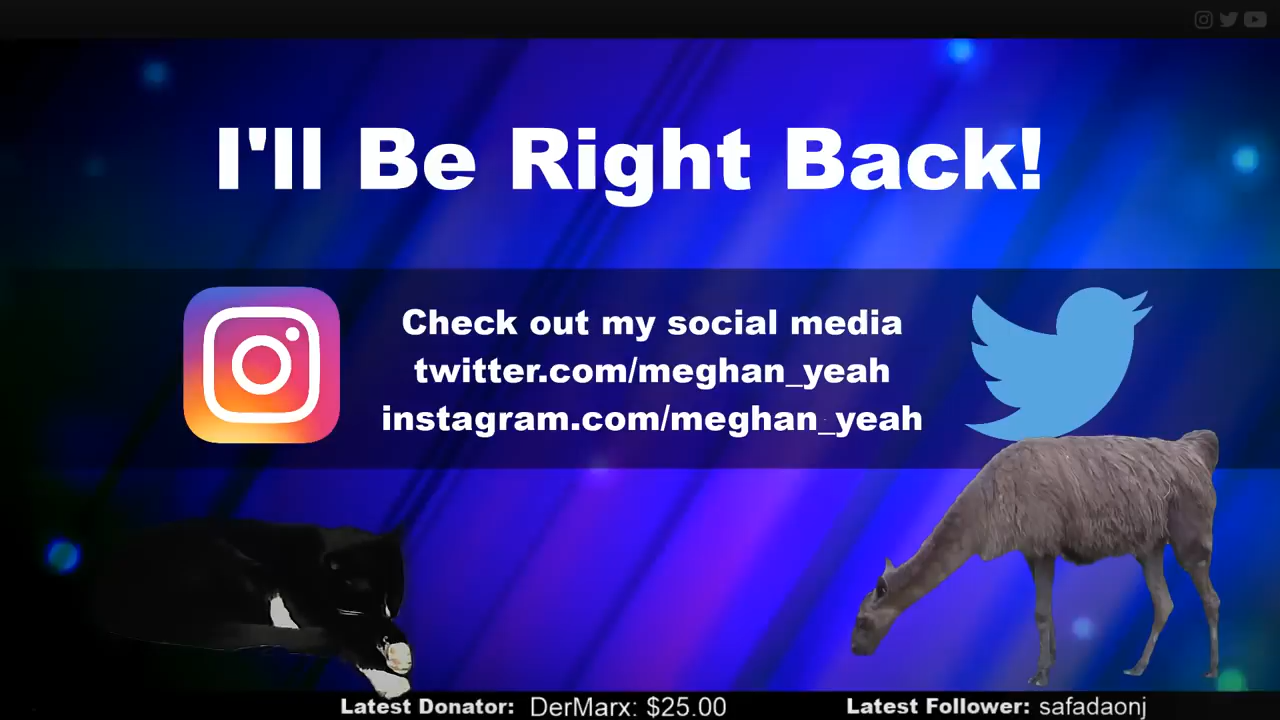 I'll Be Right Back!
Check out my social media
twitter.com/meghan_yeah
instagram.com/meghan_yeah
Latest Donator: DerMarx: $25.00
Latest Follower: safadaonj